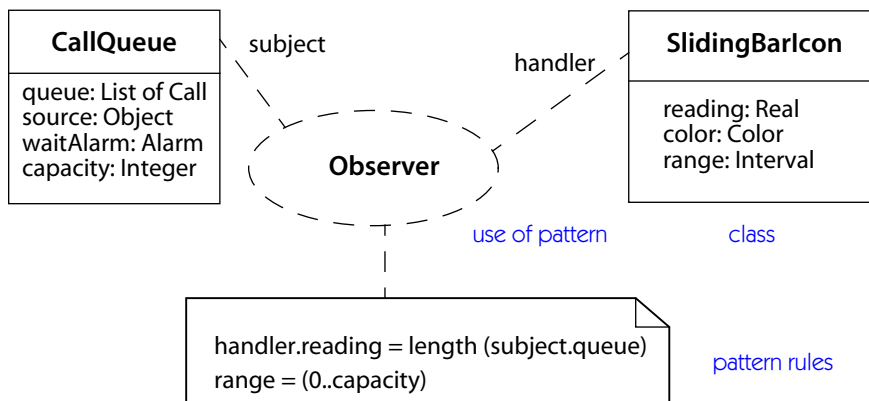 CallQueue
subject
handler
SlidingBarIcon
queue: List of Call
source: Object
waitAlarm: Alarm
capacity: Integer
reading: Real
color: Color
range: Interval
Observer
use of pattern
class
handler.reading = length (subject.queue)
range = (0..capacity)
pattern rules